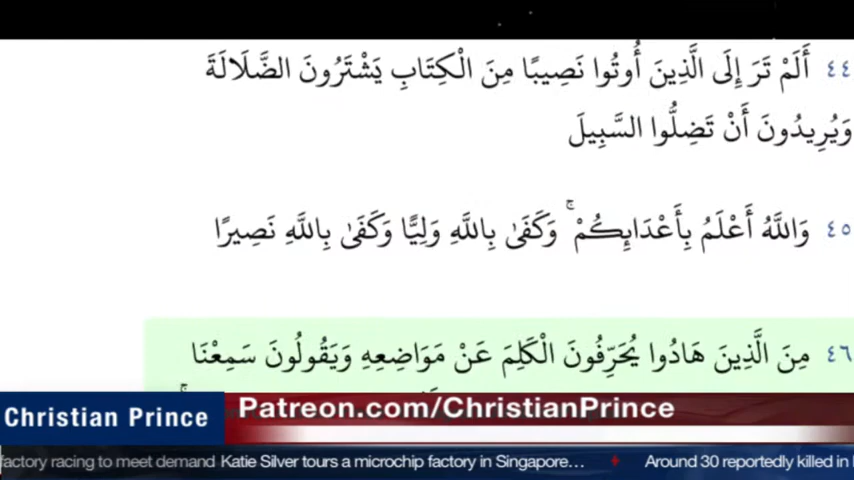 ٤٤ أَلَمْ تَرَ إِلَى الَّذِينَ أُوتُوا نَصِيبًا مِنَ الْكِتَابِ يَشْتَرُونَ الضَّلَالَةَ
وَيُرِيدُونَ أَنْ تَضِلُّوا السَّبِيلَ
٤٥ وَاللَّهُ أَعْلَمُ بِأَعْدَائِكُمْ ۚ وَكَفَىٰ بِاللَّهِ وَلِيًّا وَكَفَىٰ بِاللَّهِ نَصِيرًا
٤٦ مِنَ الَّذِينَ هَادُوا يُحَرِّفُونَ الْكَلِمَ عَنْ مَوَاضِعِهِ وَيَقُولُونَ سَمِعْنَا
Christian Prince
Patreon.com/ChristianPrince
factory racing to meet demand Katie Silver tours a microchip factory in Singapore... Around 30 reportedly killed in